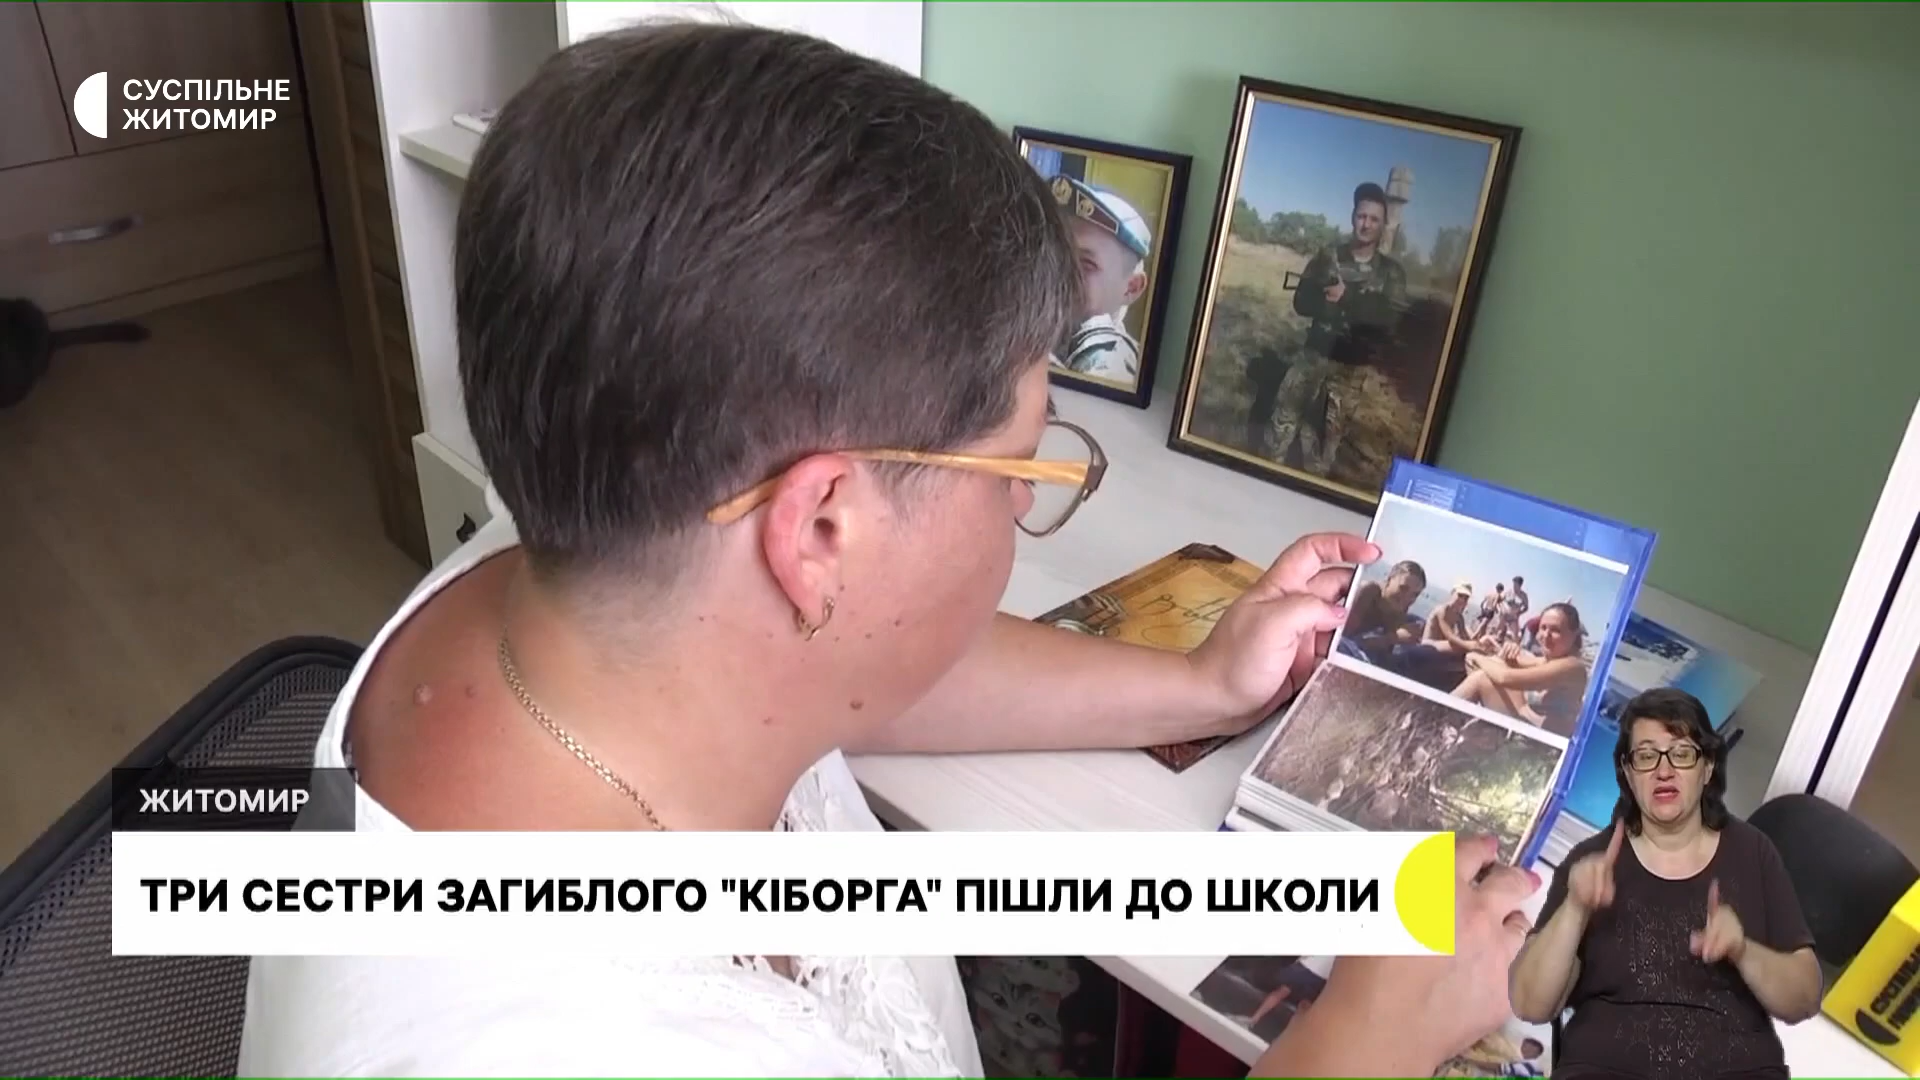 СУСПІЛЬНЕ
ЖИТОМИР
ЖИТОМИР
ТРИ СЕСТРИ ЗАГИБЛОГО "КІБОРГА" ПІШЛИ ДО ШКОЛИ